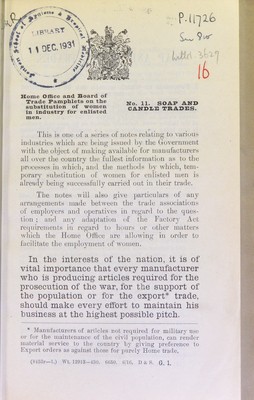 P.11726
LIBRARY
11 DEC. 1931
16
Home Office and Board of
Trade Pamphlets on the
substitution of women
in industry for enlisted
men.
No. 11. SOAP AND
CANDLE TRADES.
This is one of a series of notes relating to various
industries which are being issued by the Government
with the object of making available for manufacturers
all over the country the fullest information as to the
processes in which, and the methods by which, tem-
porary substitution of women for enlisted men is
already being successfully carried out in their trade.
The notes will also give particulars of any
arrangements made between the trade associations
of employers and operatives in regard to the ques-
tion; and any adaptation of the Factory Act
requirements in regard to hours or other matters
which the Home Office are allowing in order to
facilitate the employment of women.
In the interests of the nation, it is of
vital importance that every manufacturer
who is producing articles required for the
prosecution of the war, for the support of
the population or for the export* trade,
should make every effort to maintain his
business at the highest possible pitch.
* Manufacturers of articles not required for military use
or for the maintenance of the civil population, can render
material service to the country by giving preference to
Export orders as against those for purely Home trade.